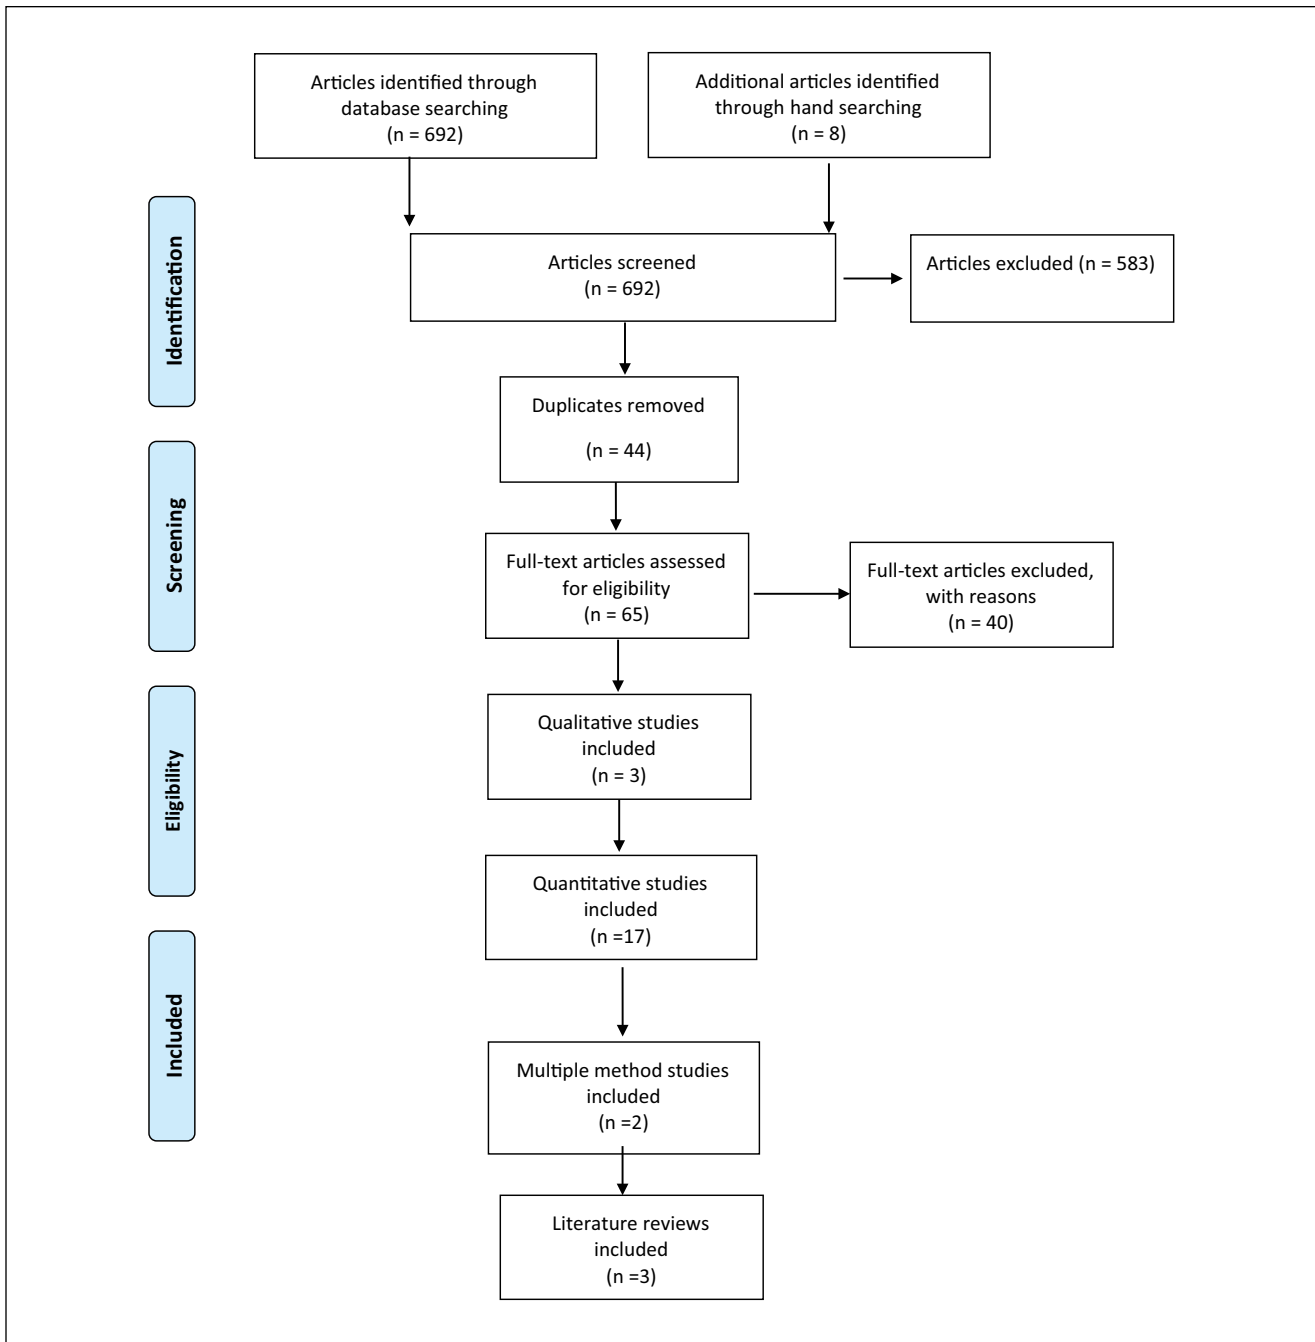 Articles identified through
database searching
(n = 692)
Additional articles identified
through hand searching
(n = 8)
Identification
Articles screened
(n = 692)
Articles excluded (n = 583)
Duplicates removed
(n = 44)
Screening
Full-text articles assessed
for eligibility
(n = 65)
Full-text articles excluded,
with reasons
(n = 40)
Eligibility
Qualitative studies
included
(n = 3)
Quantitative studies
included
(n =17)
Included
Multiple method studies
included
(n =2)
Literature reviews
included
(n =3)